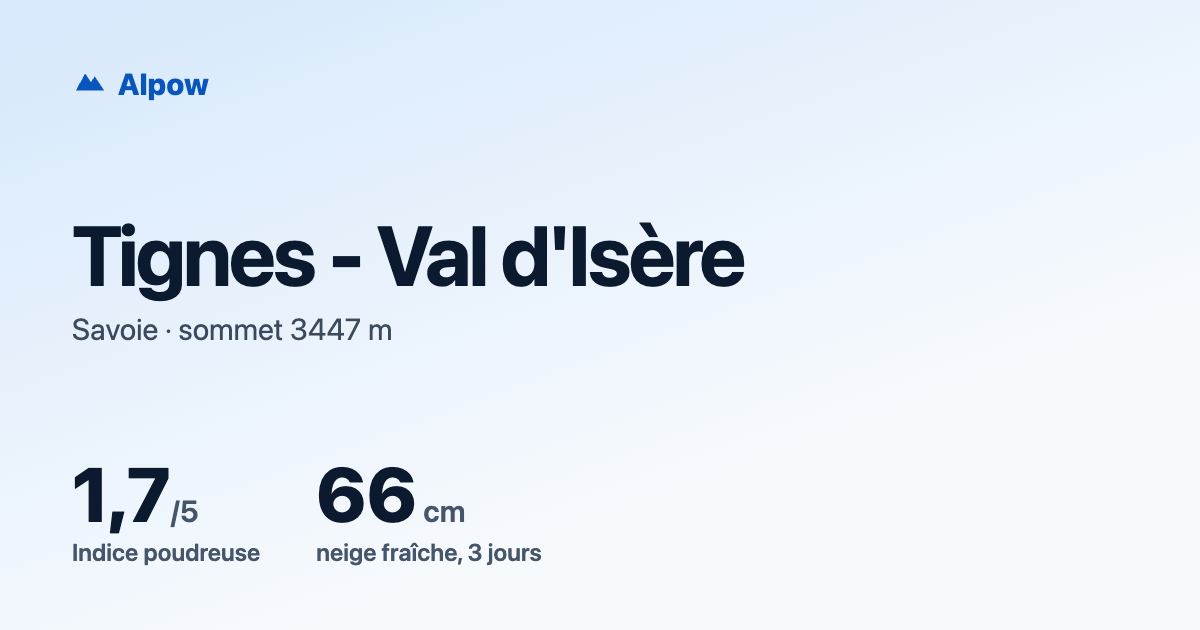 Alpow
Tignes - Val d'Isère
Savoie · sommet 3447 m
1,7/5
Indice poudreuse
66 cm
neige fraîche, 3 jours